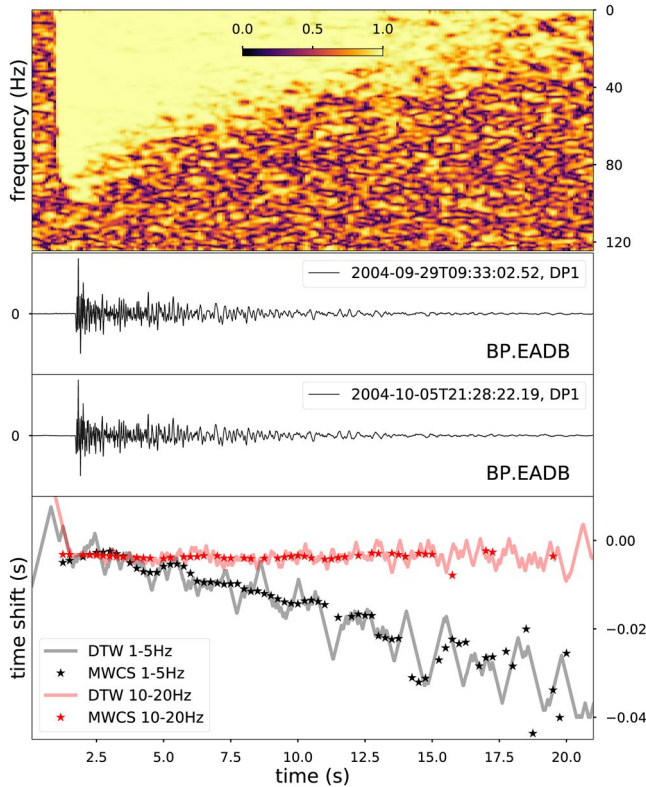 0.0 0.5 1.0
0
40
80
120
frequency (Hz)
2004-09-29T09:33:02.52, DP1
0
BP.EADB
2004-10-05T21:28:22.19, DP1
0
BP.EADB
0.00
−0.02
−0.04
time shift (s)
DTW 1-5Hz
MWCS 1-5Hz
DTW 10-20Hz
MWCS 10-20Hz
2.5 5.0 7.5 10.0 12.5 15.0 17.5 20.0
time (s)